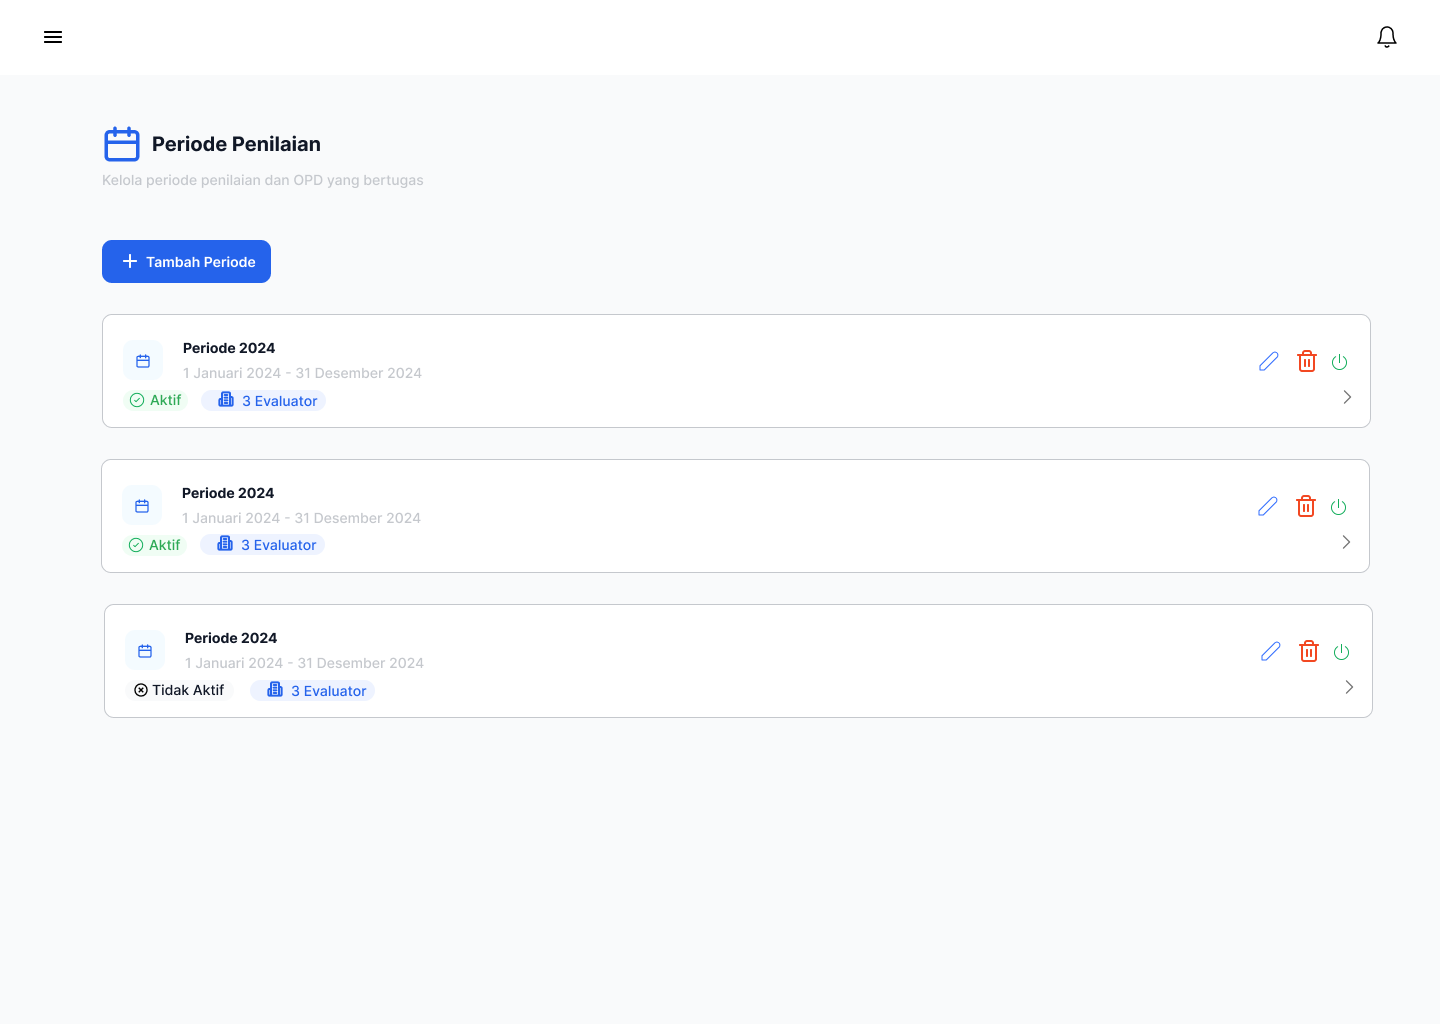 Periode Penilaian
Kelola periode penilaian dan OPD yang bertugas
Tambah Periode
Periode 2024
1 Januari 2024 - 31 Desember 2024
Aktif 3 Evaluator
Periode 2024
1 Januari 2024 - 31 Desember 2024
Aktif 3 Evaluator
Periode 2024
1 Januari 2024 - 31 Desember 2024
Tidak Aktif 3 Evaluator